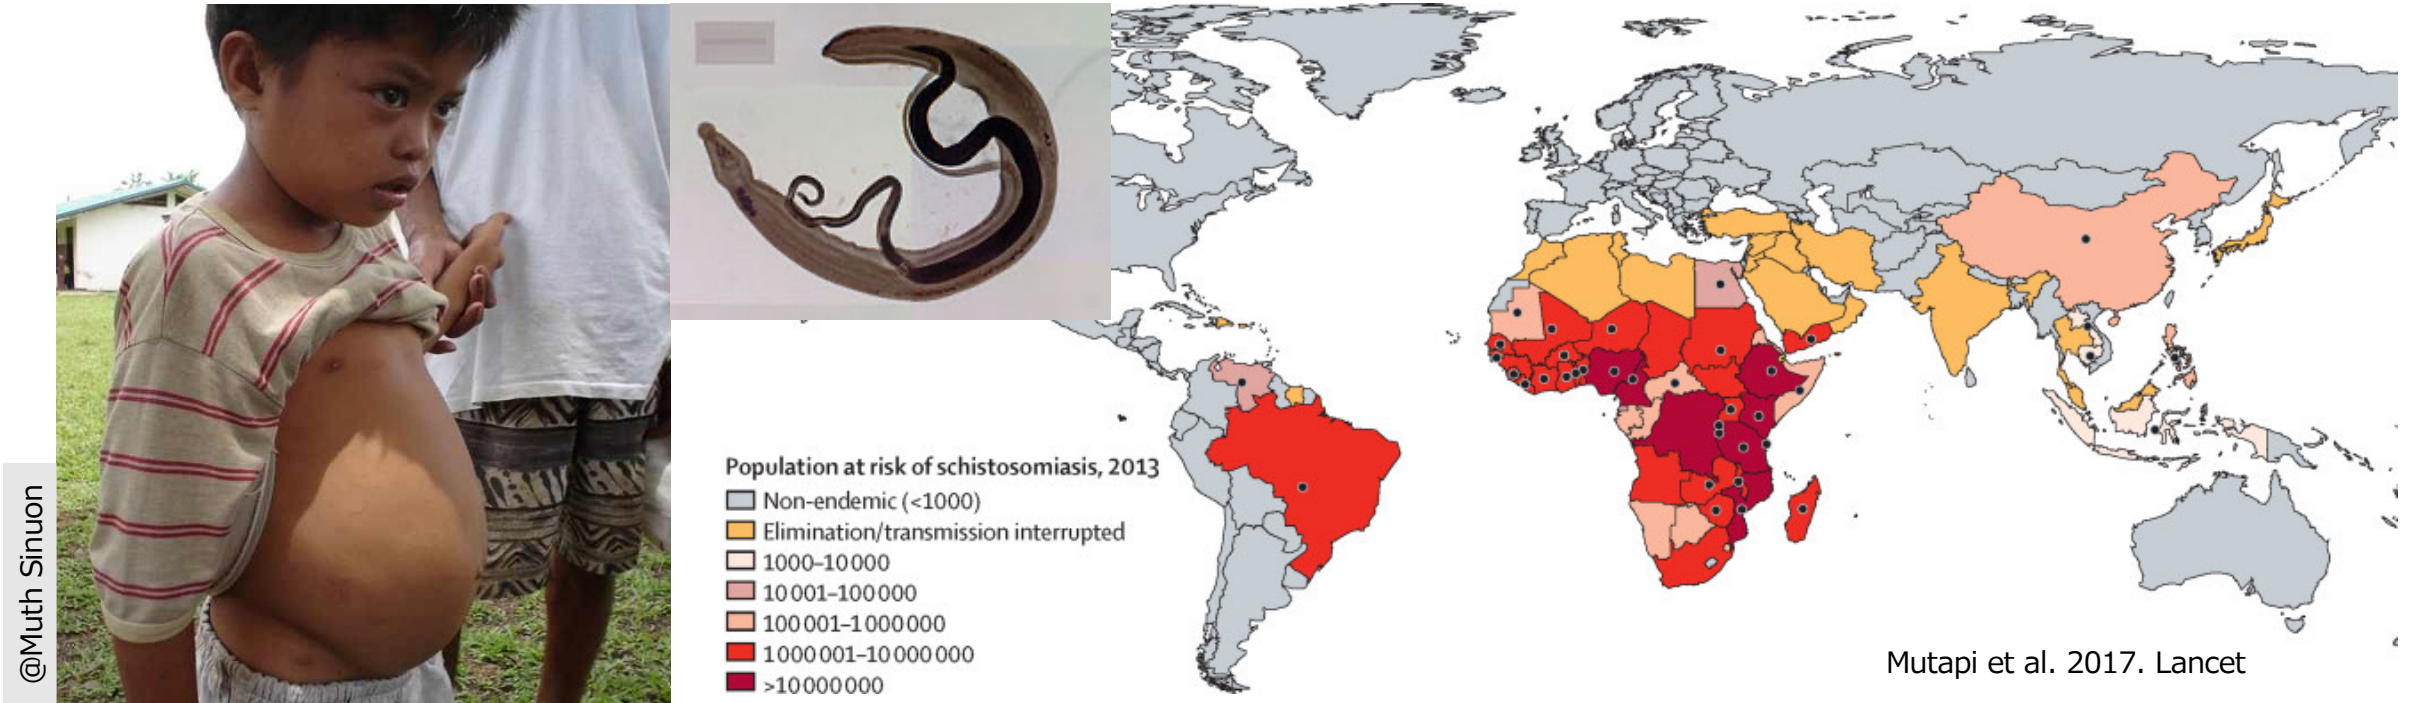 @Muth Sinuon
Population at risk of schistosomiasis, 2013
Non-endemic (<1000)
Elimination/transmission interrupted
1000–10 000
10 001–100 000
100 001–1 000 000
1 000 001–10 000 000
>10 000 000
Mutapi et al. 2017. Lancet